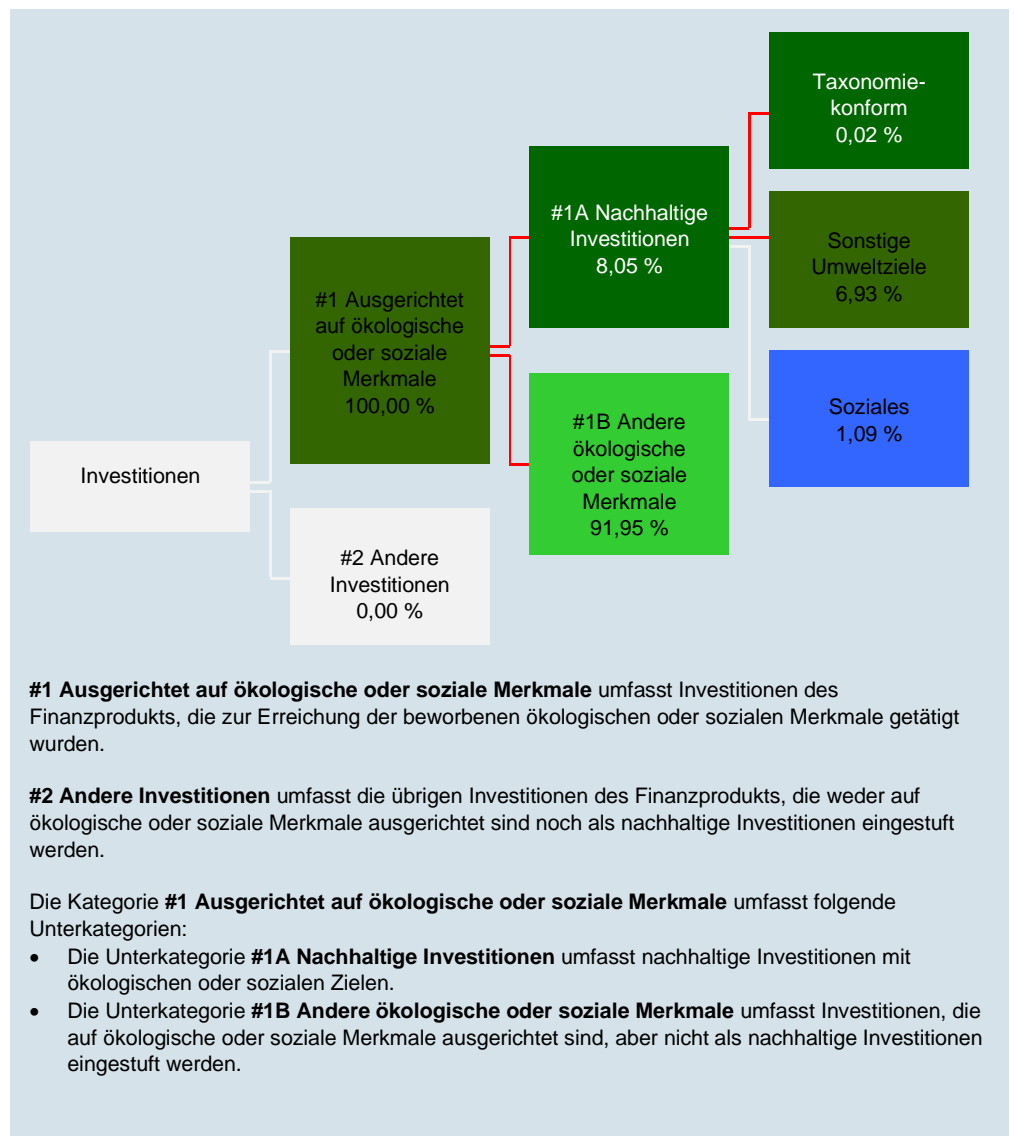 Taxonomie-
konform
0,02 %
#1A Nachhaltige
Investitionen
8,05 %
Sonstige
Umweltziele
6,93 %
#1 Ausgerichtet
auf ökologische
oder soziale
Merkmale
100,00 %
Soziales
1,09 %
#1B Andere
ökologische
oder soziale
Merkmale
91,95 %
Investitionen
#2 Andere
Investitionen
0,00 %
#1 Ausgerichtet auf ökologische oder soziale Merkmale umfasst Investitionen des
Finanzprodukts, die zur Erreichung der beworbenen ökologischen oder sozialen Merkmale getätigt
wurden.
#2 Andere Investitionen umfasst die übrigen Investitionen des Finanzprodukts, die weder auf
ökologische oder soziale Merkmale ausgerichtet sind noch als nachhaltige Investitionen eingestuft
werden.
Die Kategorie #1 Ausgerichtet auf ökologische oder soziale Merkmale umfasst folgende
Unterkategorien:
• Die Unterkategorie #1A Nachhaltige Investitionen umfasst nachhaltige Investitionen mit
ökologischen oder sozialen Zielen.
• Die Unterkategorie #1B Andere ökologische oder soziale Merkmale umfasst Investitionen, die
auf ökologische oder soziale Merkmale ausgerichtet sind, aber nicht als nachhaltige Investitionen
eingestuft werden.